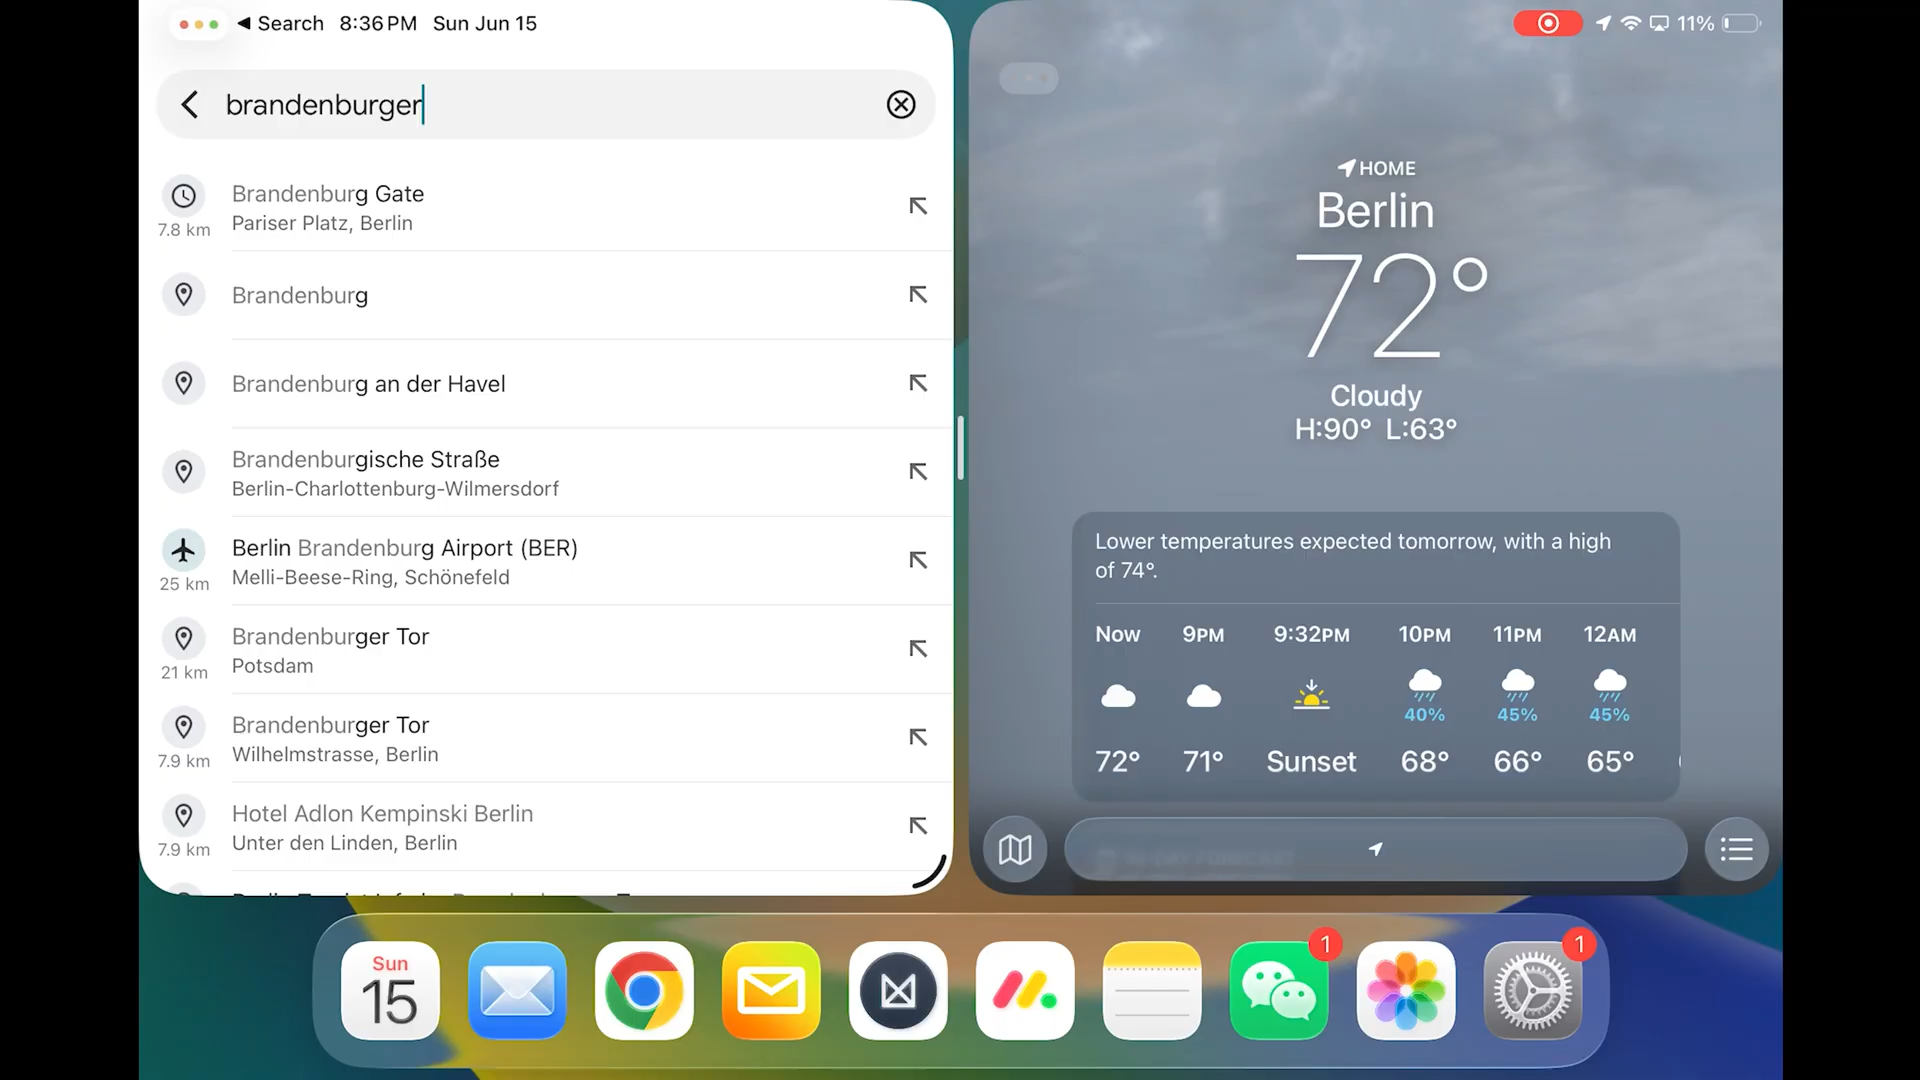 Search 8:36 PM Sun Jun 15
11%
brandenburger
Brandenburg Gate
7.8 km
Pariser Platz, Berlin
Brandenburg
Brandenburg an der Havel
Brandenburgische Straße
Berlin-Charlottenburg-Wilmersdorf
Berlin Brandenburg Airport (BER)
25 km
Melli-Beese-Ring, Schönefeld
Brandenburger Tor
21 km
Potsdam
Brandenburger Tor
7.9 km
Wilhelmstrasse, Berlin
Hotel Adlon Kempinski Berlin
7.9 km
Unter den Linden, Berlin
HOME
Berlin
72°
Cloudy
H:90° L:63°
Lower temperatures expected tomorrow, with a high
of 74°.
Now 9PM 9:32PM 10PM 11PM 12AM
40% 45% 45%
72° 71° Sunset 68° 66° 65°
Sun
15
1
1